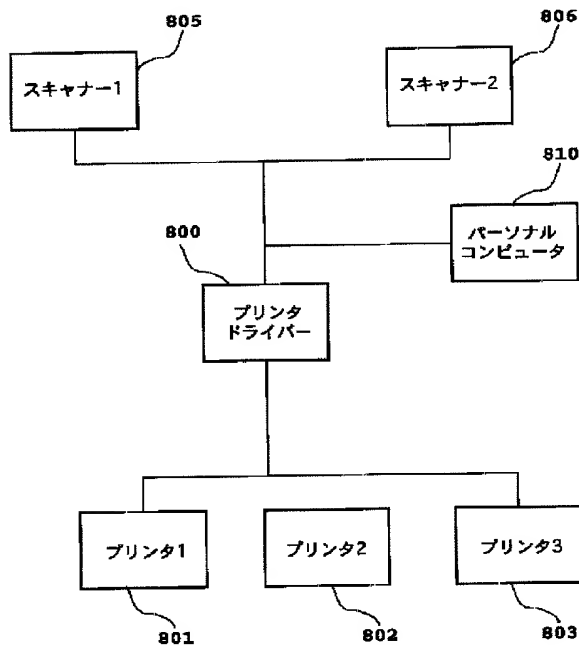 805
806
スキャナー1
スキャナー2
810
800
パーソナル
コンピュータ
プリンタ
ドライバー
プリンタ1
プリンタ2
プリンタ3
801
802
803